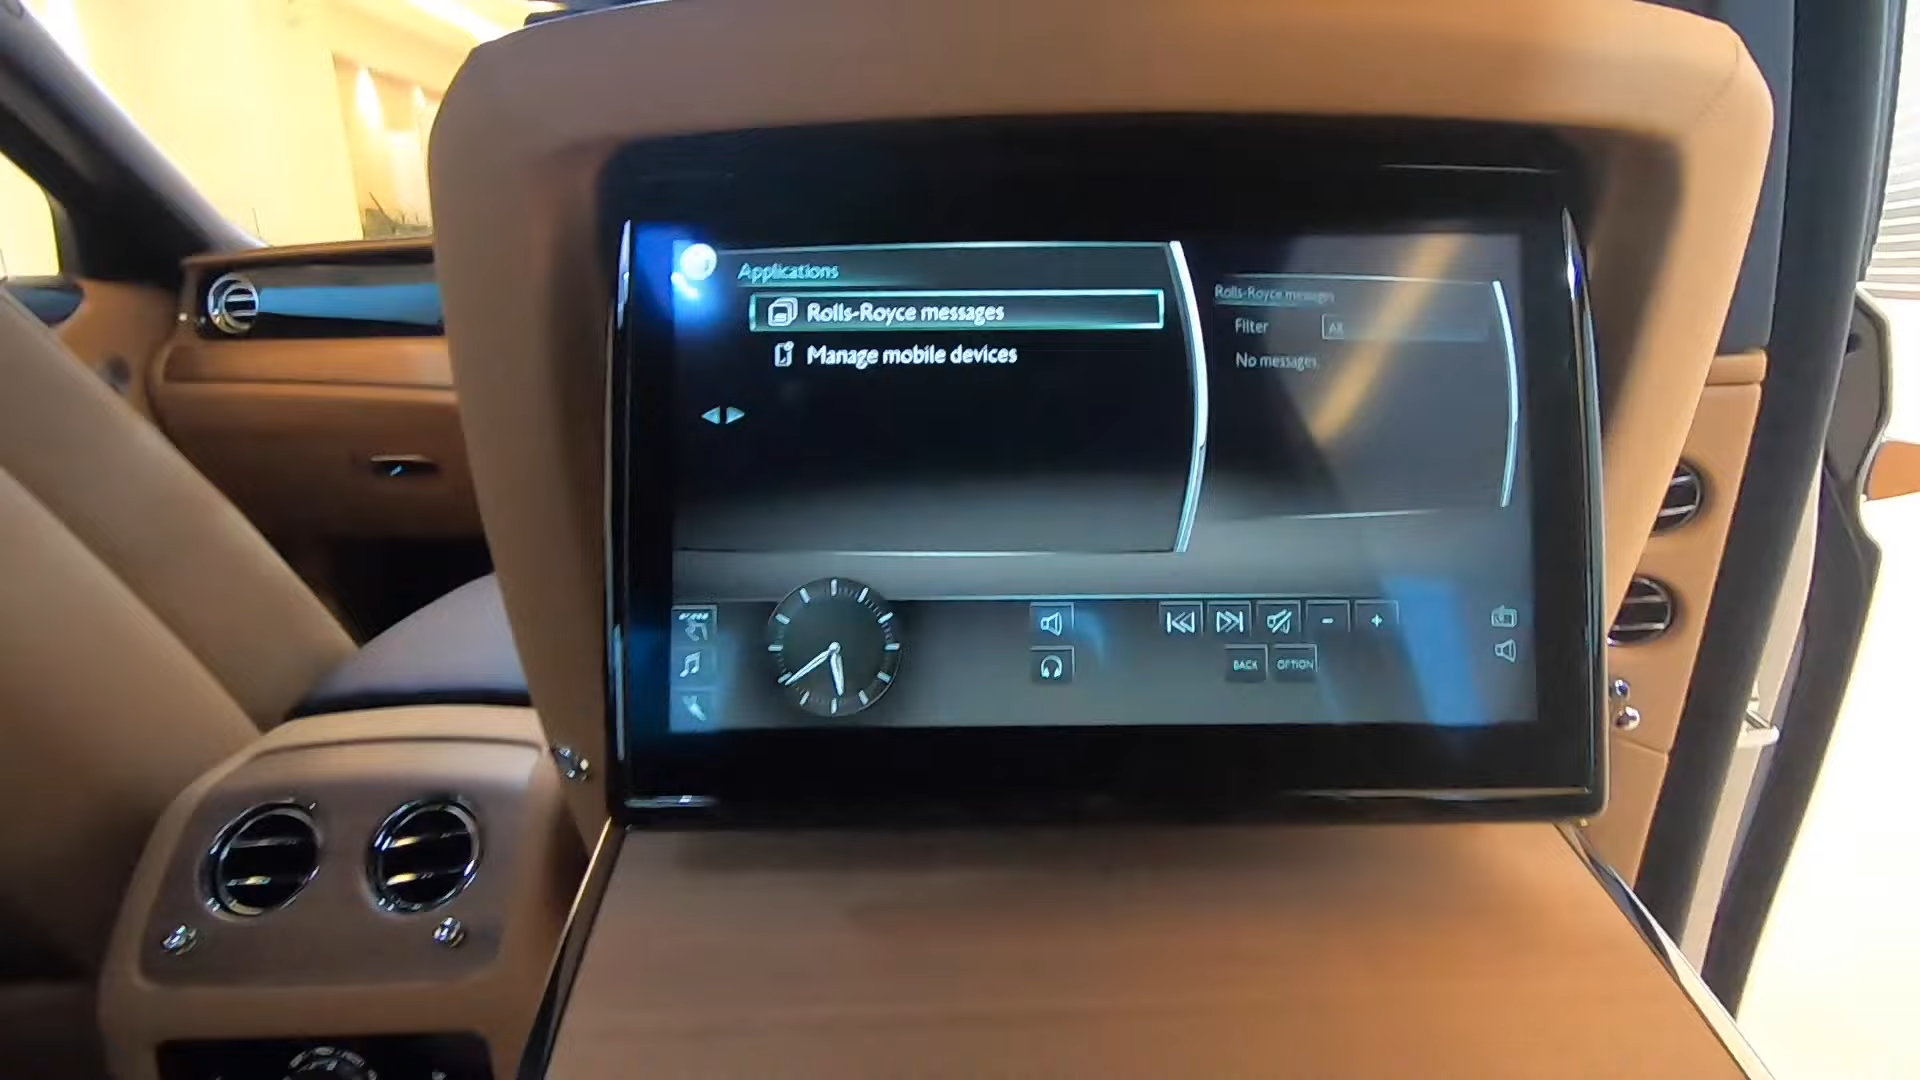 Applications
Rolls-Royce messages
Manage mobile devices
Rolls-Royce messages
Filter All
No messages.
BACK OPTION